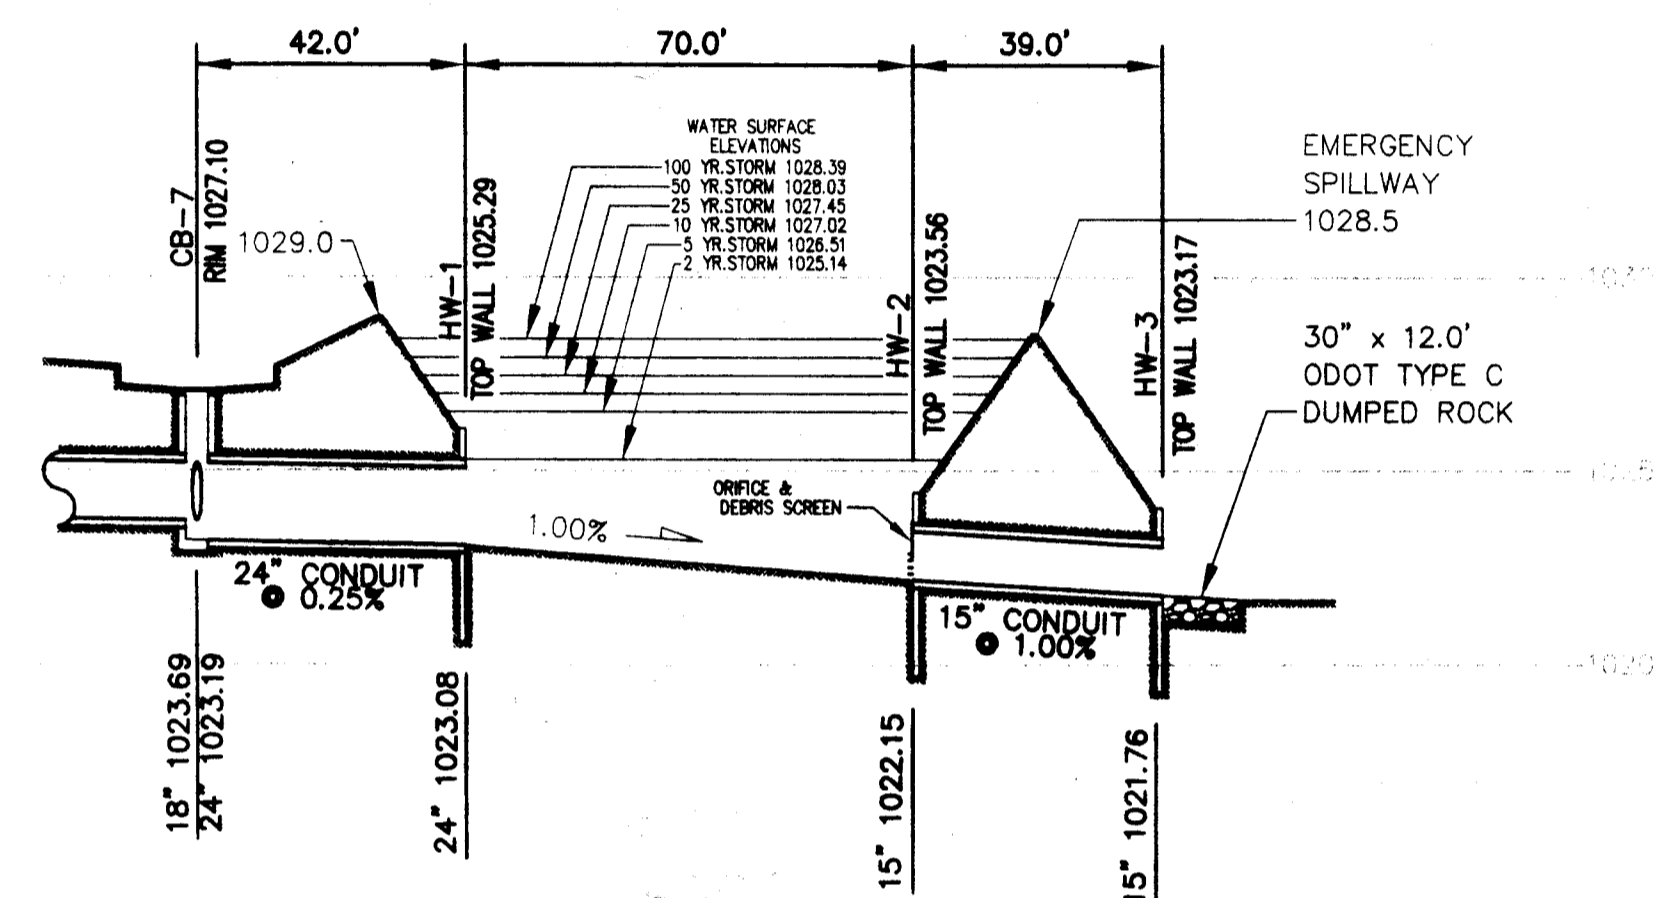 42.0'
70.0'
39.0'
CB-7
RIM 1027.10
1029.0
HW-1
TOP WALL 1025.29
WATER SURFACE
ELEVATIONS
100 YR.STORM 1028.39
50 YR.STORM 1028.03
25 YR.STORM 1027.45
10 YR.STORM 1027.02
5 YR.STORM 1026.51
2 YR.STORM 1025.14
HW-2
TOP WALL 1023.56
HW-3
TOP WALL 1023.17
EMERGENCY
SPILLWAY
1028.5
1030
30" x 12.0'
ODOT TYPE C
DUMPED ROCK
1025
ORIFICE &
DEBRIS SCREEN
1.00%
24" CONDUIT
@ 0.25%
15" CONDUIT
@ 1.00%
1020
18" 1023.69
24" 1023.19
24" 1023.08
15" 1022.15
15" 1021.76